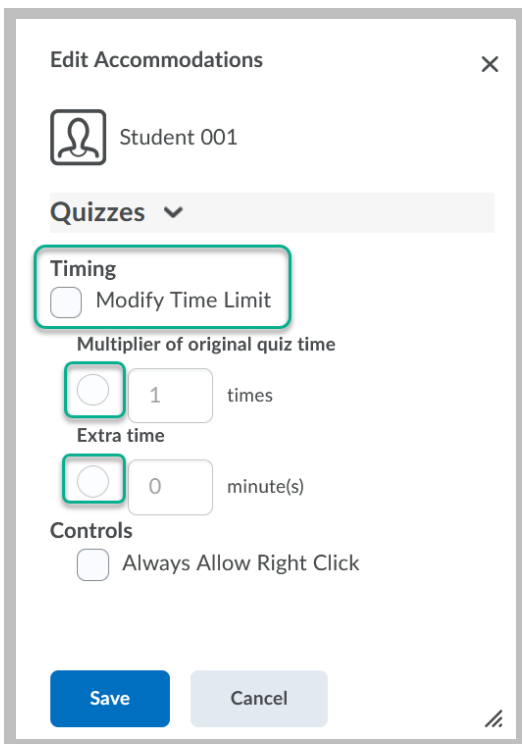 Edit Accommodations
Student 001
Quizzes
Timing
Modify Time Limit
Multiplier of original quiz time
1 times
Extra time
0 minute(s)
Controls
Always Allow Right Click
Save Cancel